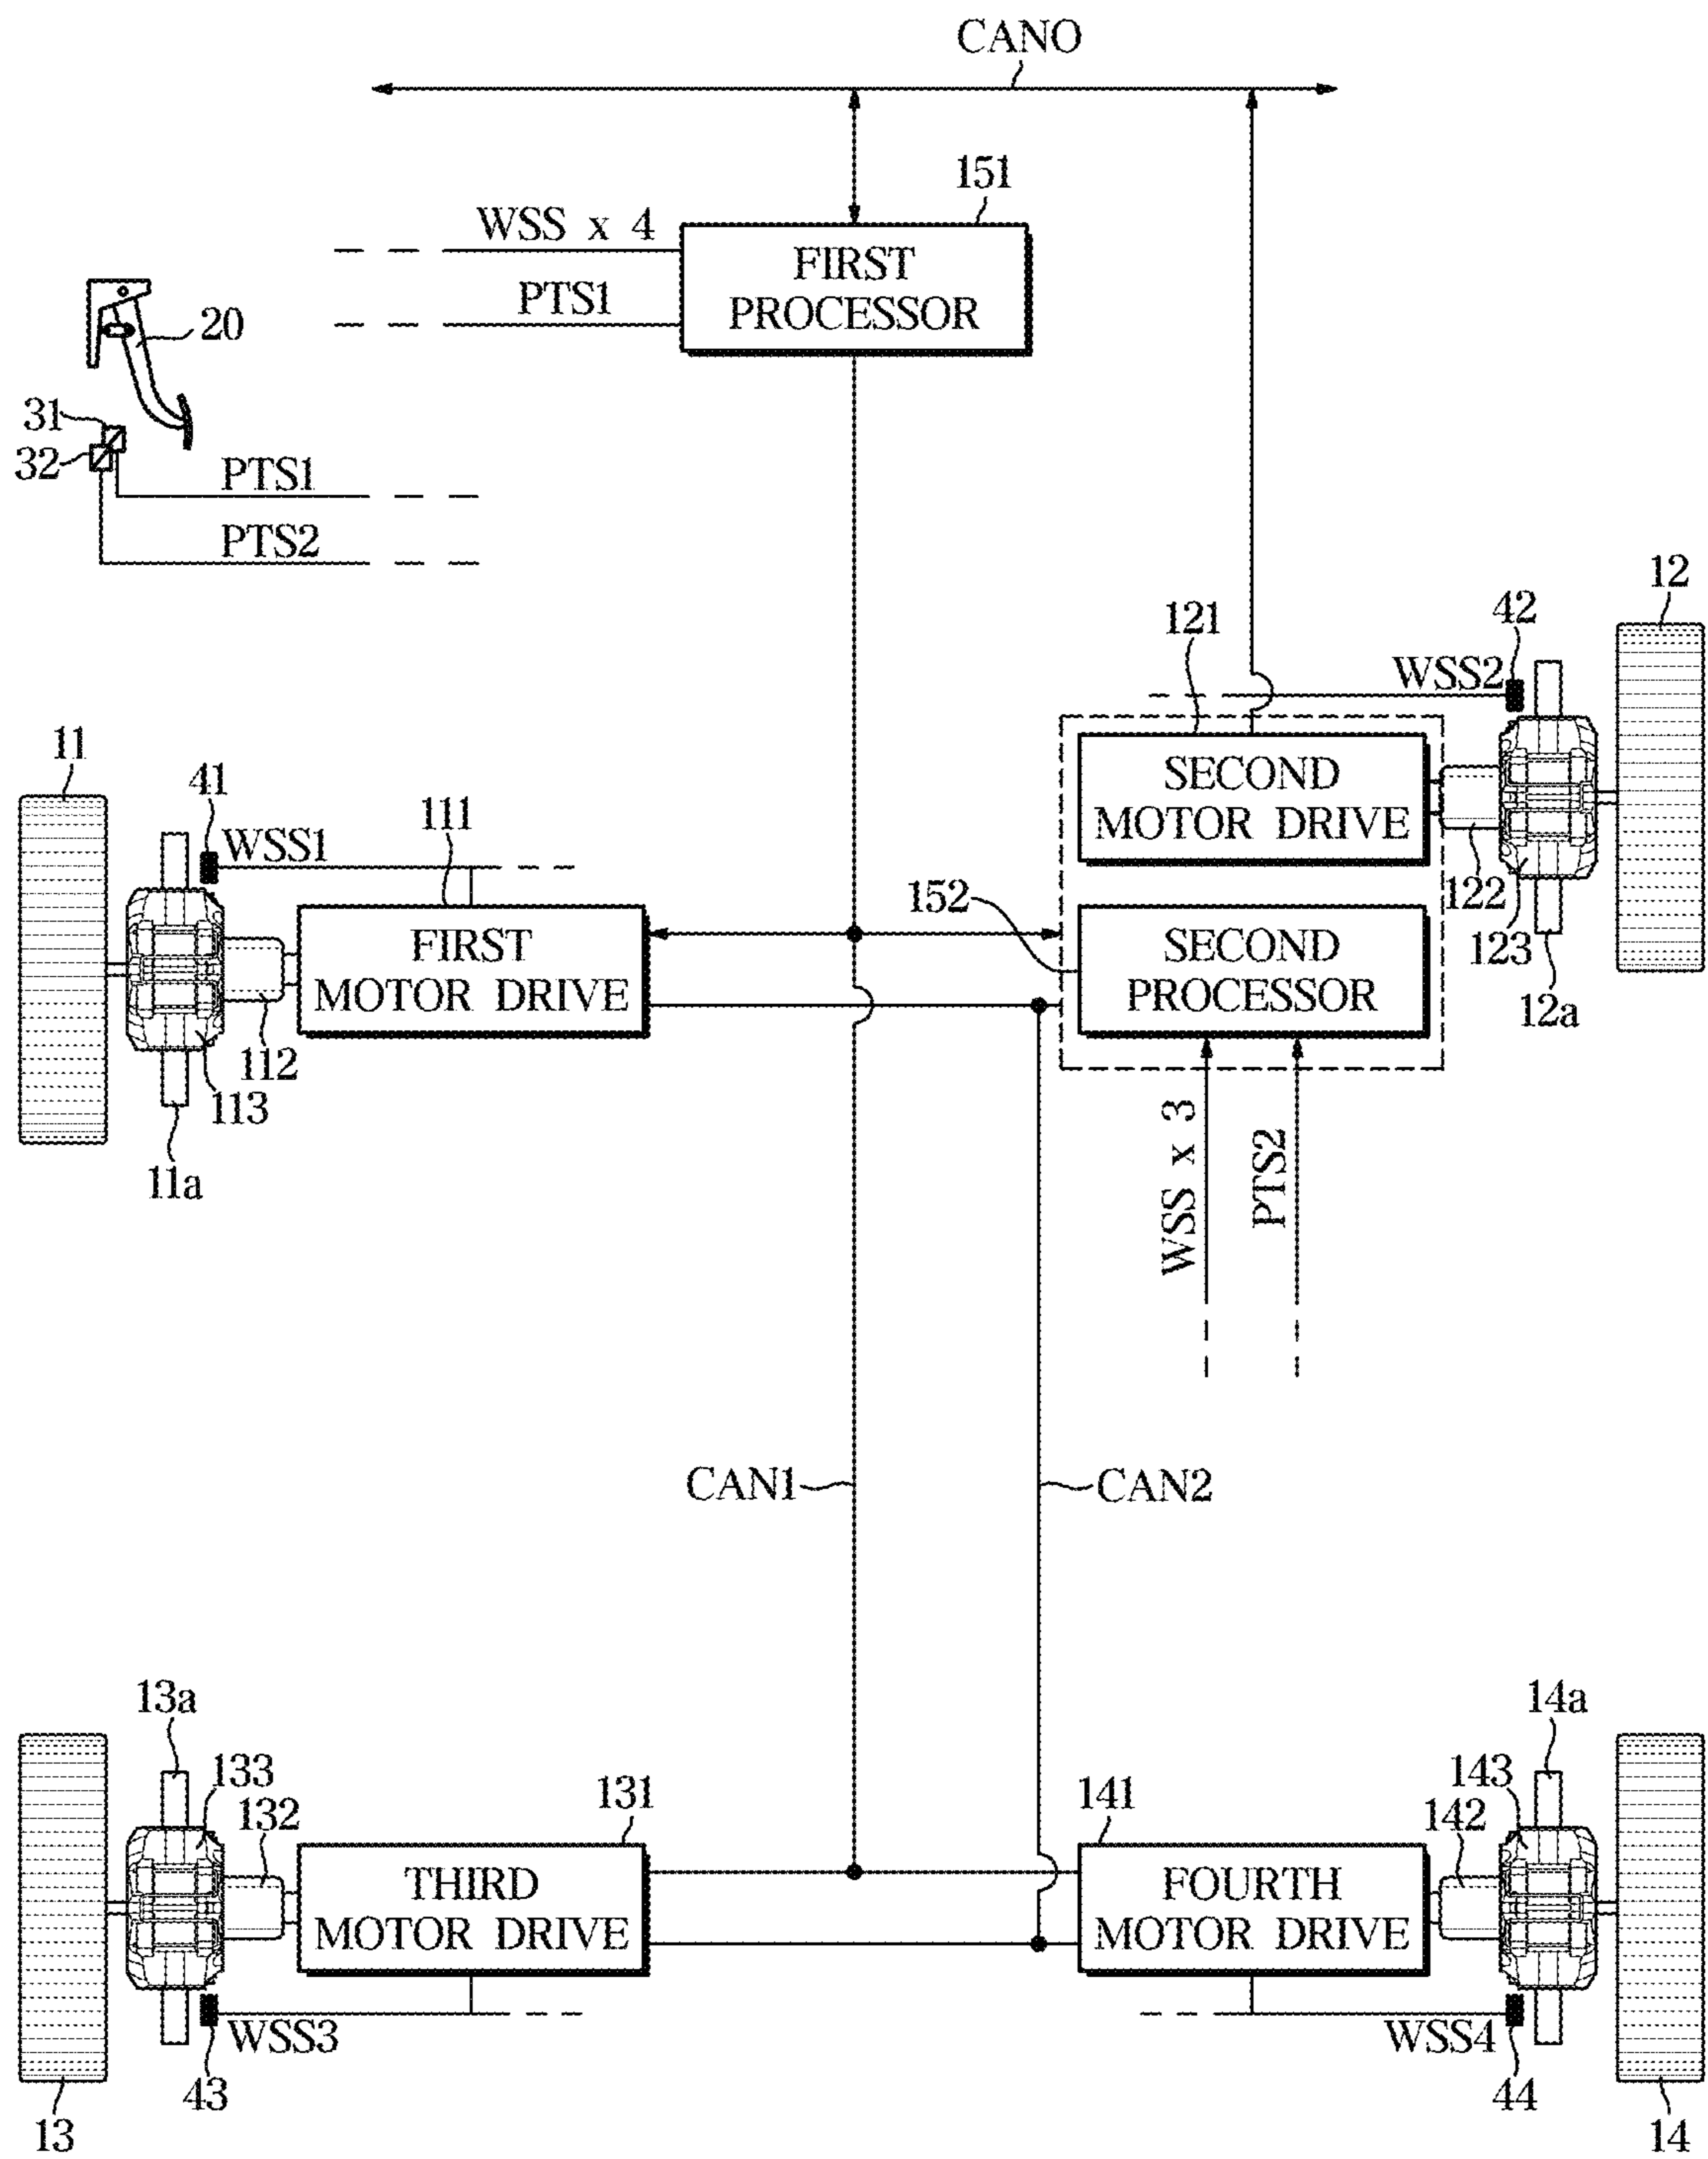 CANO
151
WSS x 4
FIRST
PROCESSOR
PTS1
20
31
32
PTS1
PTS2
12
42
121
WSS2
SECOND
MOTOR DRIVE
11
41
111
WSS1
122
152
123
FIRST
MOTOR DRIVE
SECOND
PROCESSOR
12a
112
113
11a
WSS x 3
PTS2
CAN1
CAN2
13a
14a
133
132
131
141
143
142
THIRD
MOTOR DRIVE
FOURTH
MOTOR DRIVE
WSS3
WSS4
43
44
13
14